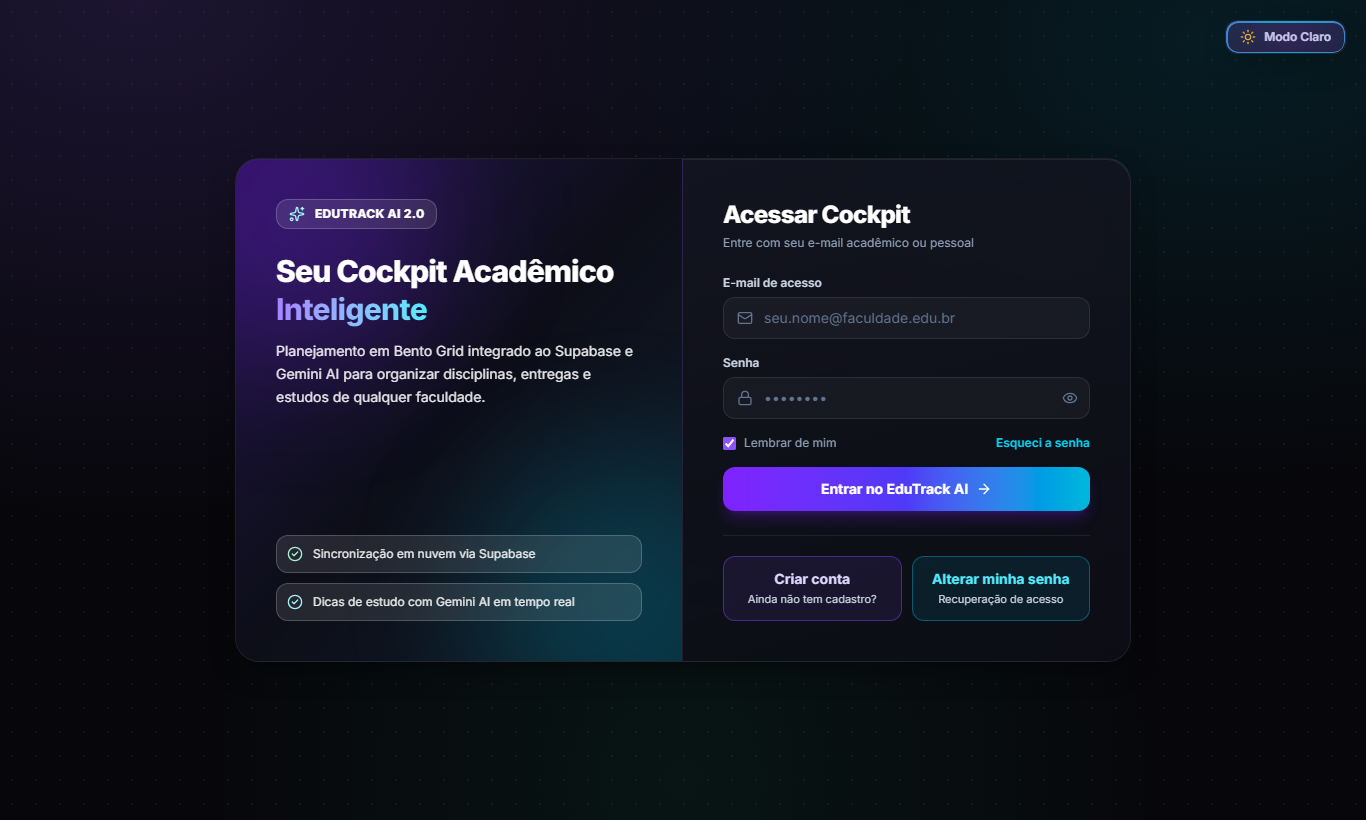 Modo Claro
EDUTRACK AI 2.0
Seu Cockpit Acadêmico
Inteligente
Planejamento em Bento Grid integrado ao Supabase e
Gemini AI para organizar disciplinas, entregas e
estudos de qualquer faculdade.
Sincronização em nuvem via Supabase
Dicas de estudo com Gemini AI em tempo real
Acessar Cockpit
Entre com seu e-mail acadêmico ou pessoal
E-mail de acesso
seu.nome@faculdade.edu.br
Senha
••••••••
Lembrar de mim
Esqueci a senha
Entrar no EduTrack AI →
Criar conta
Ainda não tem cadastro?
Alterar minha senha
Recuperação de acesso